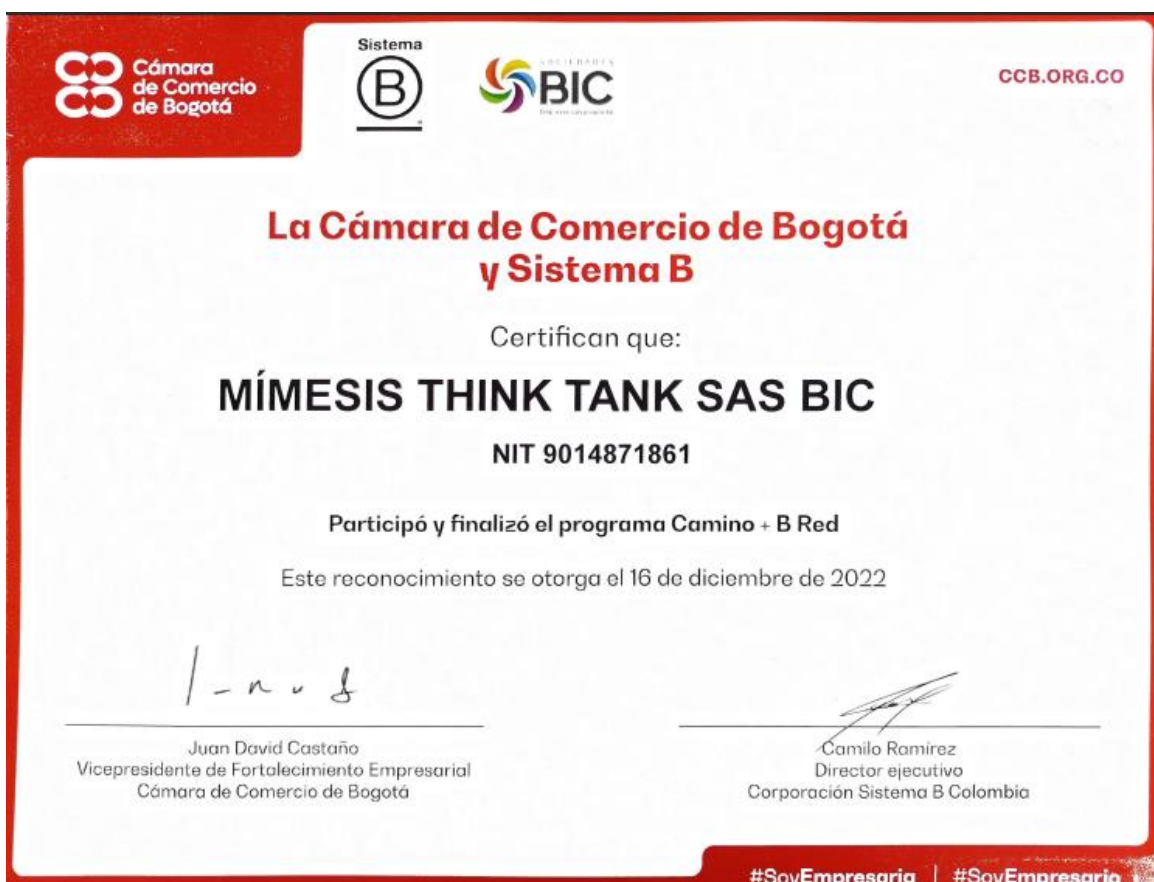 Cámara
de Comercio
de Bogotá
Sistema
B
SOCIEDADES
BIC
CCB.ORG.CO
La Cámara de Comercio de Bogotá
y Sistema B
Certifican que:
MÍMESIS THINK TANK SAS BIC
NIT 9014871861
Participó y finalizó el programa Camino + B Red
Este reconocimiento se otorga el 16 de diciembre de 2022
Juan David Castaño
Vicepresidente de Fortalecimiento Empresarial
Cámara de Comercio de Bogotá
Camilo Ramírez
Director ejecutivo
Corporación Sistema B Colombia
#SoyEmpresaria | #SoyEmpresario